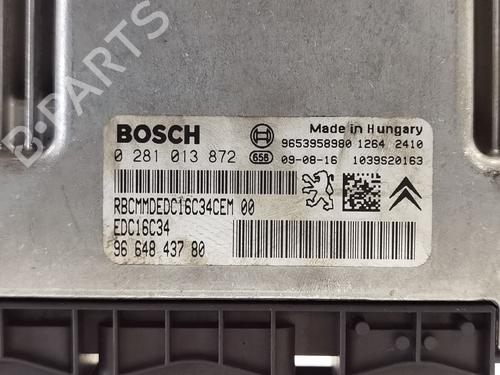 BOSCH
Made in Hungary
9653958980 1264 2410
0 281 013 872 658 09-08-16 1039S20163
RBCMMDEDC16C34CEM 00
EDC16C34
96 648 437 80
B-PARTS